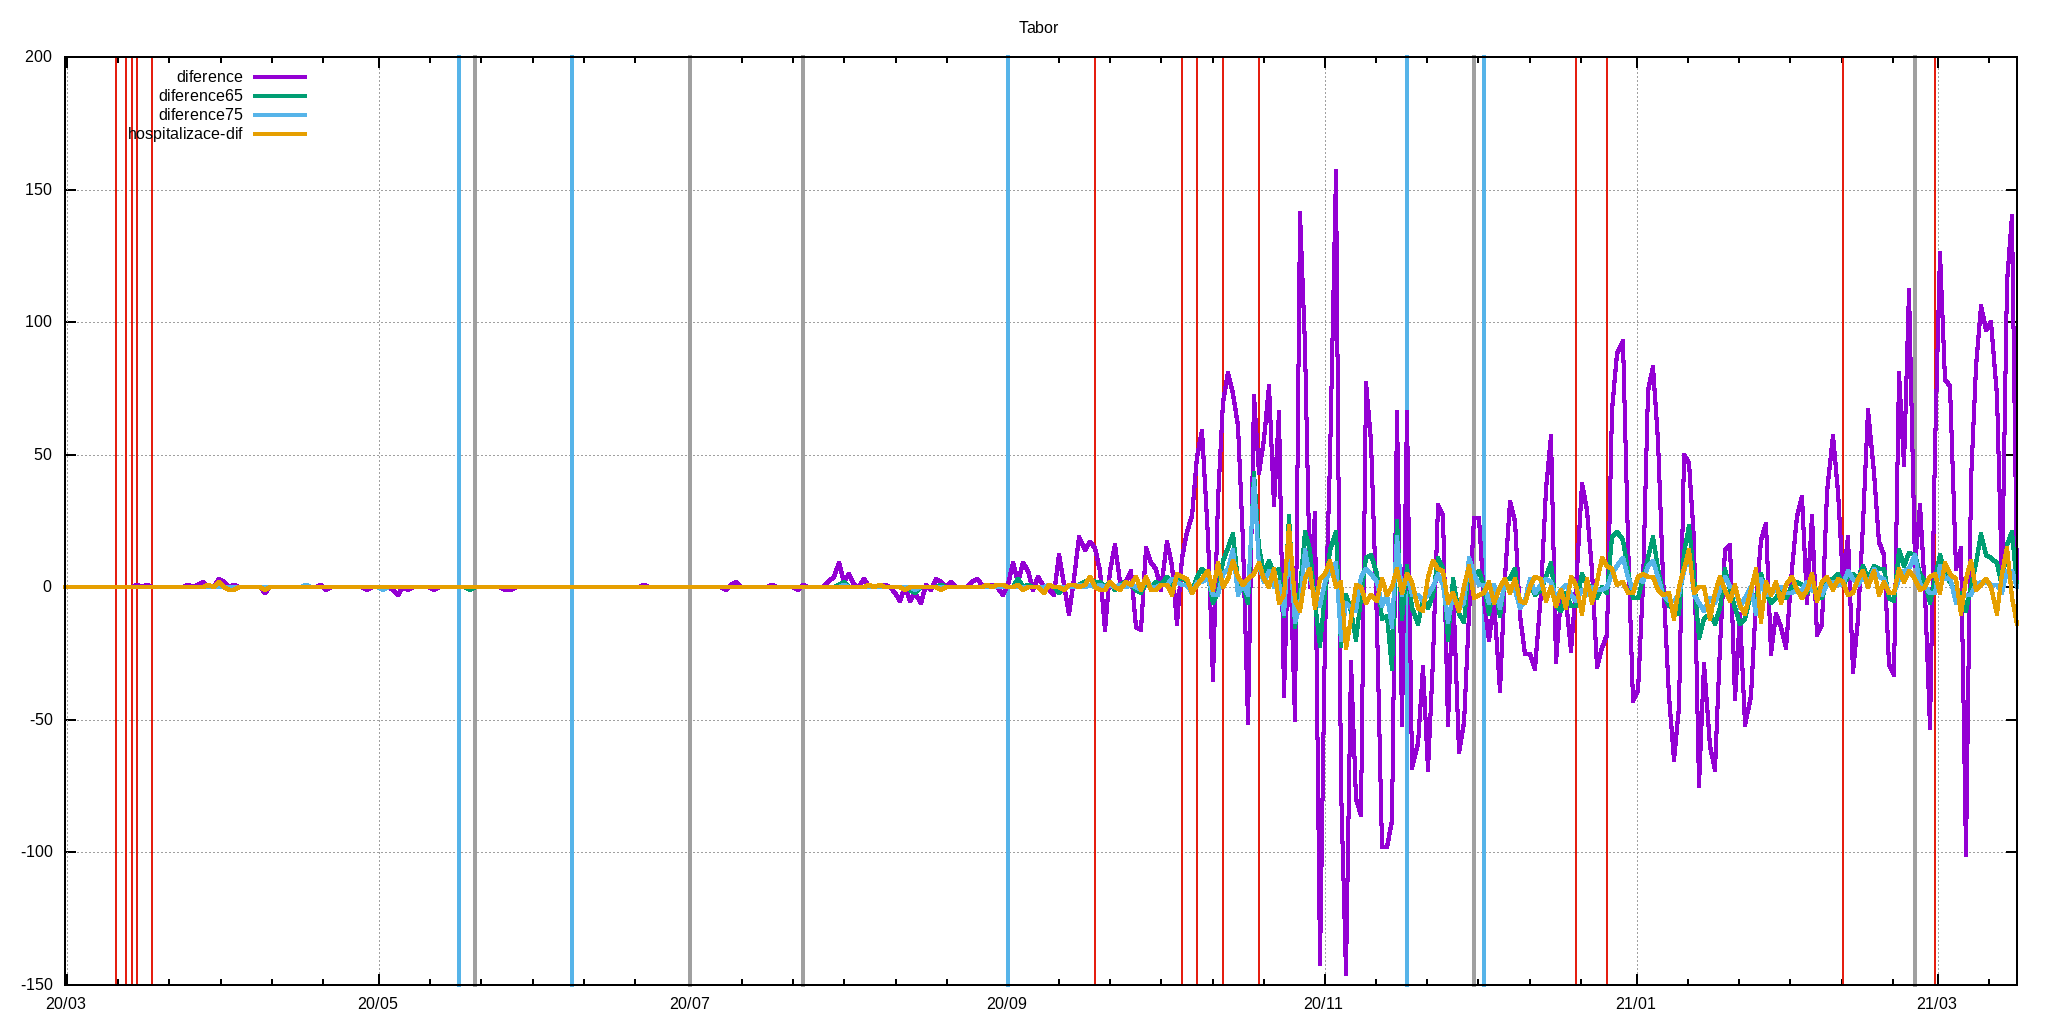 Tabor
200
150
100
50
0
-50
-100
-150
diference
diference65
diference75
hospitalizace-dif
20/03 20/05 20/07 20/09 20/11 21/01 21/03